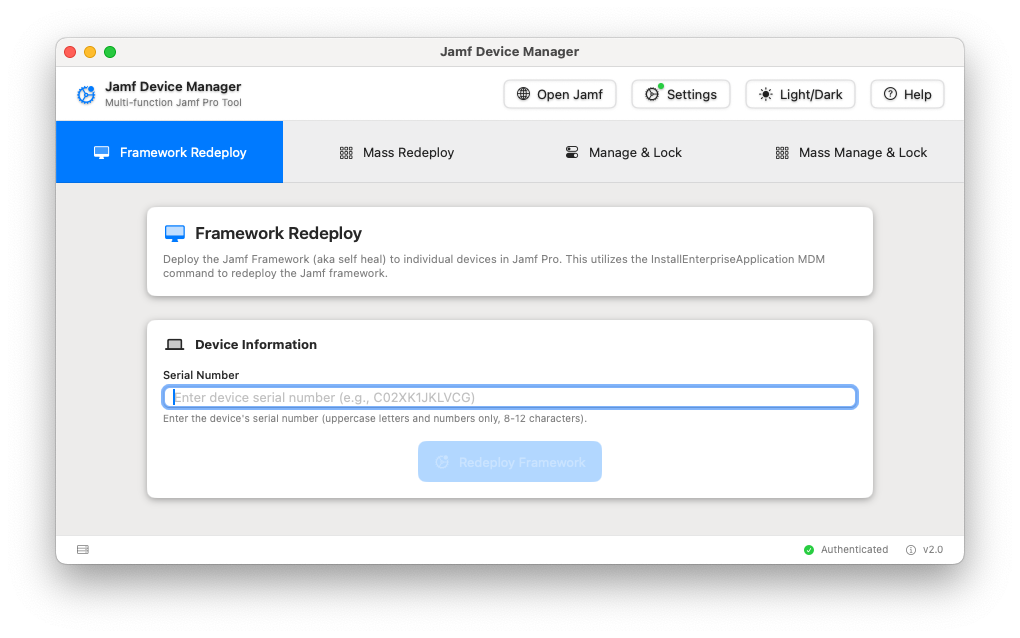 Jamf Device Manager
Jamf Device Manager
Multi-function Jamf Pro Tool
Open Jamf
Settings
Light/Dark
Help
Framework Redeploy
Mass Redeploy
Manage & Lock
Mass Manage & Lock
Framework Redeploy
Deploy the Jamf Framework (aka self heal) to individual devices in Jamf Pro. This utilizes the InstallEnterpriseApplication MDM
command to redeploy the Jamf framework.
Device Information
Serial Number
Enter device serial number (e.g., C02XK1JKLVCG)
Enter the device's serial number (uppercase letters and numbers only, 8-12 characters).
Redeploy Framework
Authenticated
v2.0